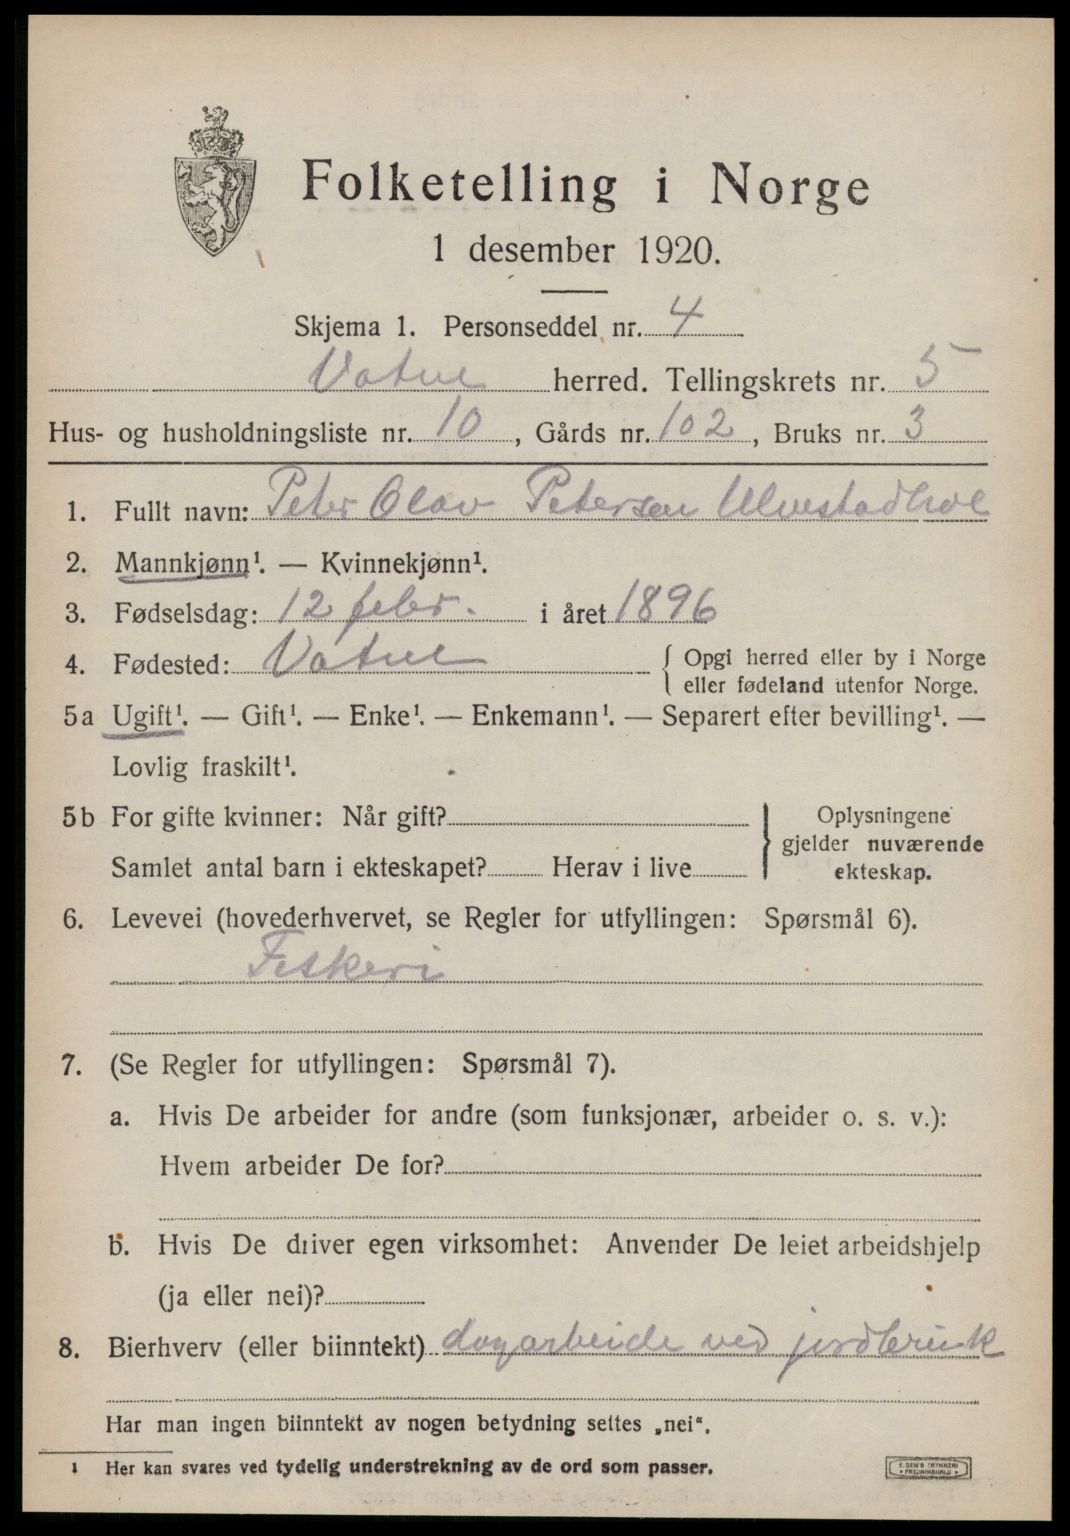 Folketelling i Norge
1 desember 1920.
Skjema 1. Personseddel nr. 4
Vatne herred. Tellingskrets nr. 5
Hus- og husholdningsliste nr. 10, Gårds nr. 102, Bruks nr. 3
1. Fullt navn: Peter Olav Petersen Ulvestadhol
2. Mannkjønn¹. — Kvinnekjønn¹.
3. Fødselsdag: 12 febr. i året 1896
4. Fødested: Vatne { Opgi herred eller by i Norge
eller fødeland utenfor Norge.
5a Ugift¹. — Gift¹. — Enke¹. — Enkemann¹. — Separert efter bevilling¹. —
Lovlig fraskilt¹.
5b For gifte kvinner: Når gift?
Samlet antal barn i ekteskapet? Herav i live
} Oplysningene
gjelder nuværende
ekteskap.
6. Levevei (hovederhvervet, se Regler for utfyllingen: Spørsmål 6).
Fiskeri
7. (Se Regler for utfyllingen: Spørsmål 7).
a. Hvis De arbeider for andre (som funksjonær, arbeider o. s. v.):
Hvem arbeider De for?
b. Hvis De driver egen virksomhet: Anvender De leiet arbeidshjelp
(ja eller nei)?
8. Bierhverv (eller biinntekt) dagarbeide ved jordbruk
Har man ingen biinntekt av nogen betydning settes „nei“.
¹ Her kan svares ved tydelig understrekning av de ord som passer.
E. SEM'S TRYKKERI
• FREDRIKSHALD •